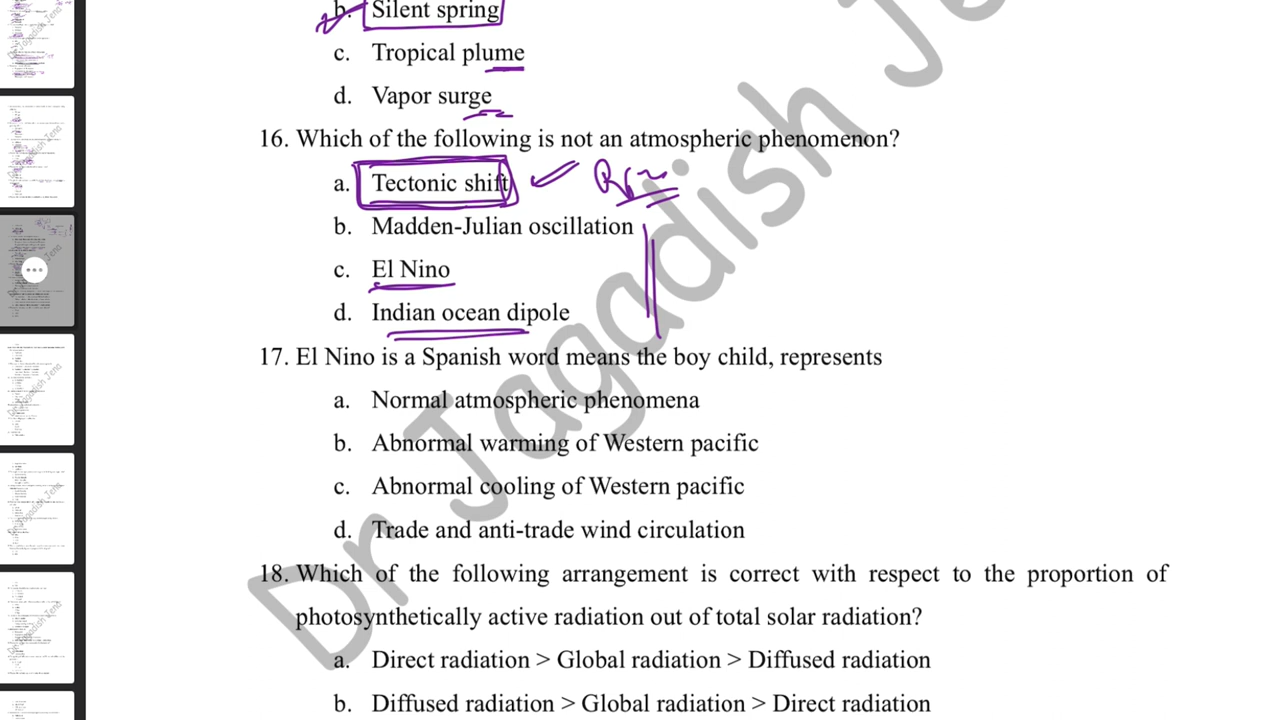 b. Silent spring
c. Tropical plume
d. Vapor surge
16. Which of the following is not an atmospheric phenomenon?
a. Tectonic shift
b. Madden-Julian oscillation
c. El Nino
d. Indian ocean dipole
17. El Nino is a Spanish word means the boy child, represents
a. Normal atmospheric phenomena
b. Abnormal warming of Western pacific
c. Abnormal cooling of Western pacific
d. Trade and anti-trade wind circulation
18. Which of the following arrangement is correct with respect to the proportion of
photosynthetically active radiation out of total solar radiation?
a. Direct radiation > Global radiation > Diffused radiation
b. Diffused radiation > Global radiation > Direct radiation
Dr Jagadish Je